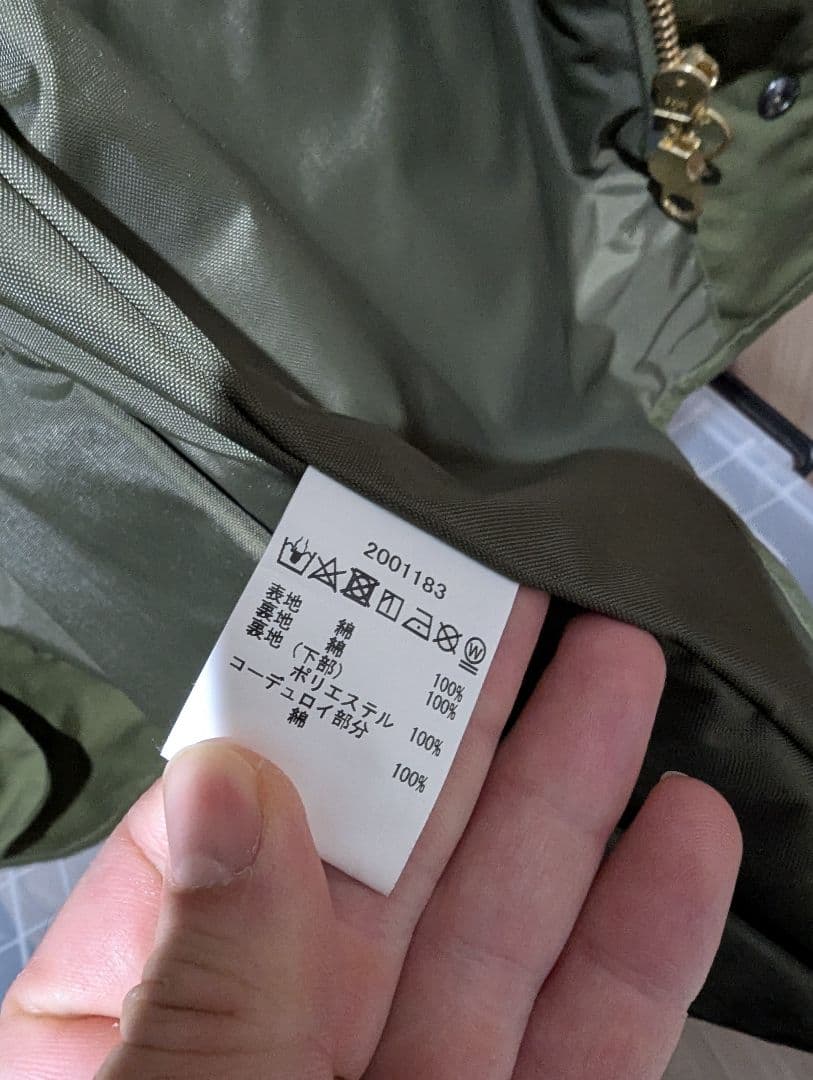 2001183
表地 綿 100%
裏地 綿 100%
裏地（下部）
ポリエステル 100%
コーデュロイ部分
綿 100%
W